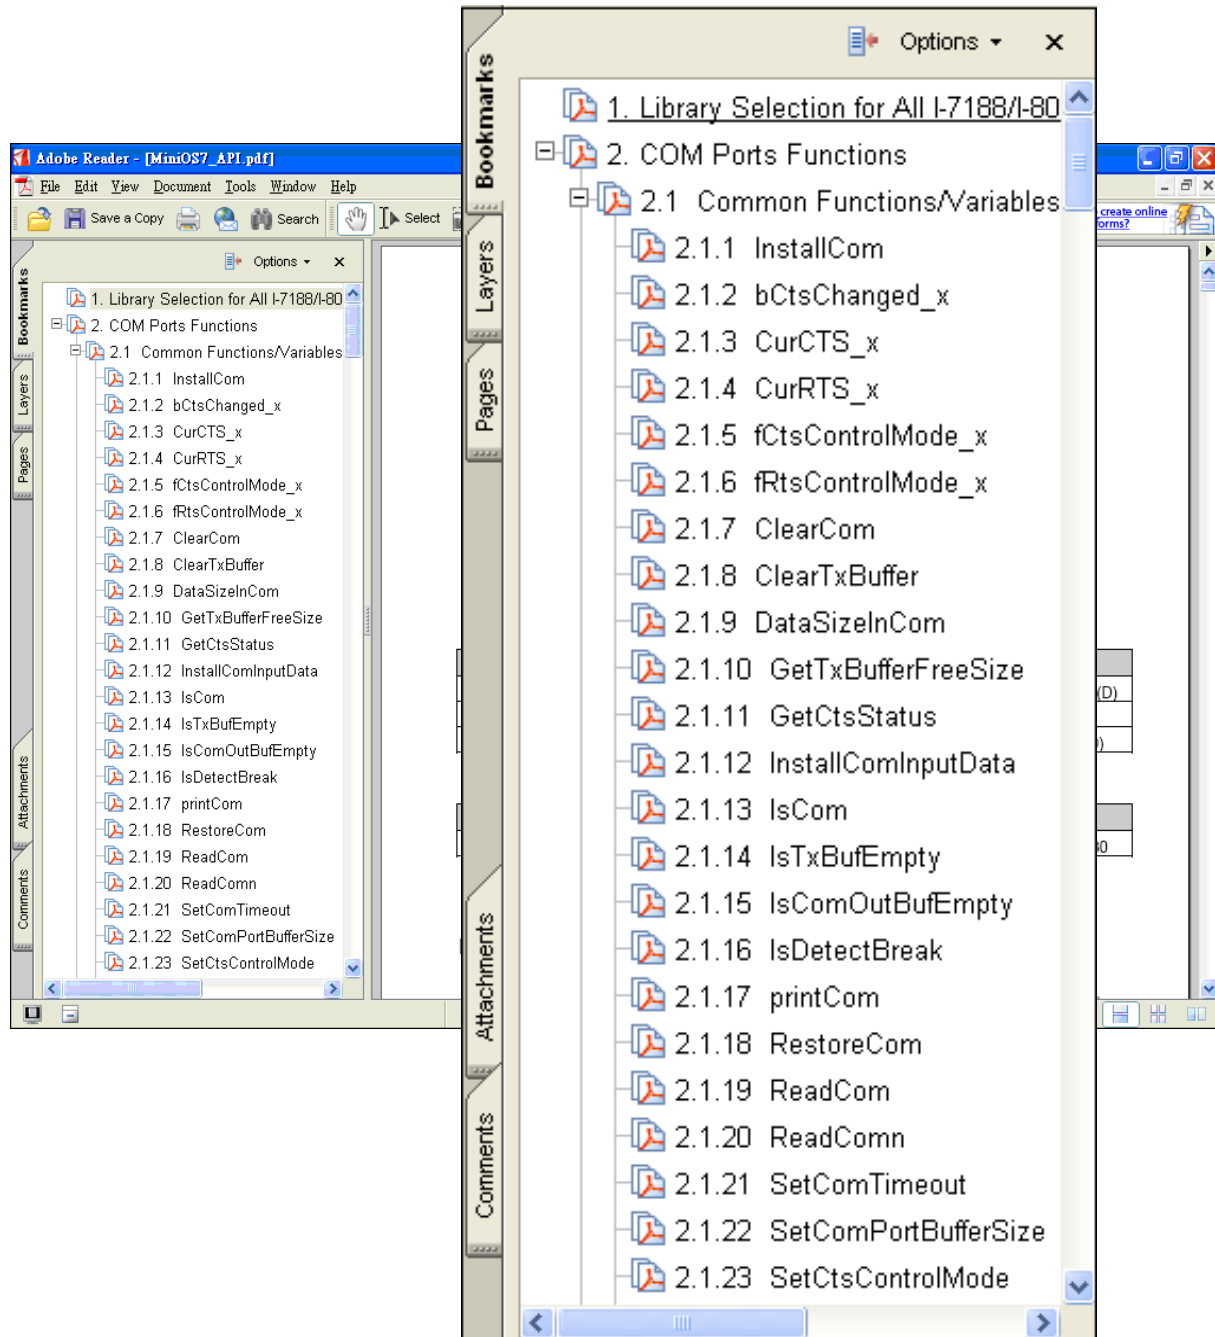 Adobe Reader - [MiniOS7_API.pdf]
File Edit View Document Tools Window Help
Save a Copy Search Select
create online
forms?
Options
Bookmarks
Layers
Pages
Attachments
Comments
1. Library Selection for All I-7188/I-80
2. COM Ports Functions
2.1 Common Functions/Variables
2.1.1 InstallCom
2.1.2 bCtsChanged_x
2.1.3 CurCTS_x
2.1.4 CurRTS_x
2.1.5 fCtsControlMode_x
2.1.6 fRtsControlMode_x
2.1.7 ClearCom
2.1.8 ClearTxBuffer
2.1.9 DataSizeInCom
2.1.10 GetTxBufferFreeSize
2.1.11 GetCtsStatus
2.1.12 InstallComInputData
2.1.13 IsCom
2.1.14 IsTxBufEmpty
2.1.15 IsComOutBufEmpty
2.1.16 IsDetectBreak
2.1.17 printCom
2.1.18 RestoreCom
2.1.19 ReadCom
2.1.20 ReadComn
2.1.21 SetComTimeout
2.1.22 SetComPortBufferSize
2.1.23 SetCtsControlMode
(D)
Options
Bookmarks
Layers
Pages
Attachments
Comments
1. Library Selection for All I-7188/I-80
2. COM Ports Functions
2.1 Common Functions/Variables
2.1.1 InstallCom
2.1.2 bCtsChanged_x
2.1.3 CurCTS_x
2.1.4 CurRTS_x
2.1.5 fCtsControlMode_x
2.1.6 fRtsControlMode_x
2.1.7 ClearCom
2.1.8 ClearTxBuffer
2.1.9 DataSizeInCom
2.1.10 GetTxBufferFreeSize
2.1.11 GetCtsStatus
2.1.12 InstallComInputData
2.1.13 IsCom
2.1.14 IsTxBufEmpty
2.1.15 IsComOutBufEmpty
2.1.16 IsDetectBreak
2.1.17 printCom
2.1.18 RestoreCom
2.1.19 ReadCom
2.1.20 ReadComn
2.1.21 SetComTimeout
2.1.22 SetComPortBufferSize
2.1.23 SetCtsControlMode